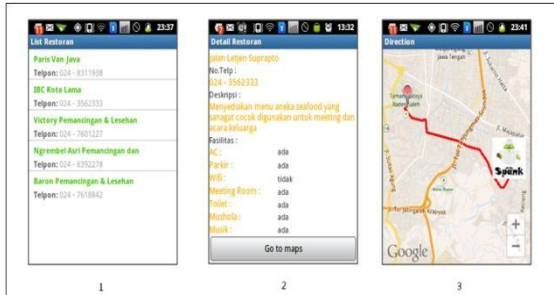 23:37
List Restoran
Paris Van Java
Telpon: 024 - 8311938
IBC Kota Lama
Telpon: 024 - 3562333
Victory Pemancingan & Lesehan
Telpon: 024 - 7601227
Ngrembel Asri Pemancingan dan
Telpon: 024 - 6392278
Baron Pemancingan & Lesehan
Telpon: 024 - 7618842
1
13:32
Detail Restoran
Jalan Letjen Suprapto
No.Telp :
024 - 3562333
Deskripsi :
Menyediakan menu aneka seafood yang
sanagat cocok digunakan untuk meeting dan
acara keluarga
Fasilitas :
AC : ada
Parkir : ada
Wifi : tidak
Meeting Room : ada
Toilet : ada
Mushola : ada
Musik : ada
Go to maps
2
23:41
Direction
Jawa Tengah
Raden Saleh
Spank
+
-
Google
3